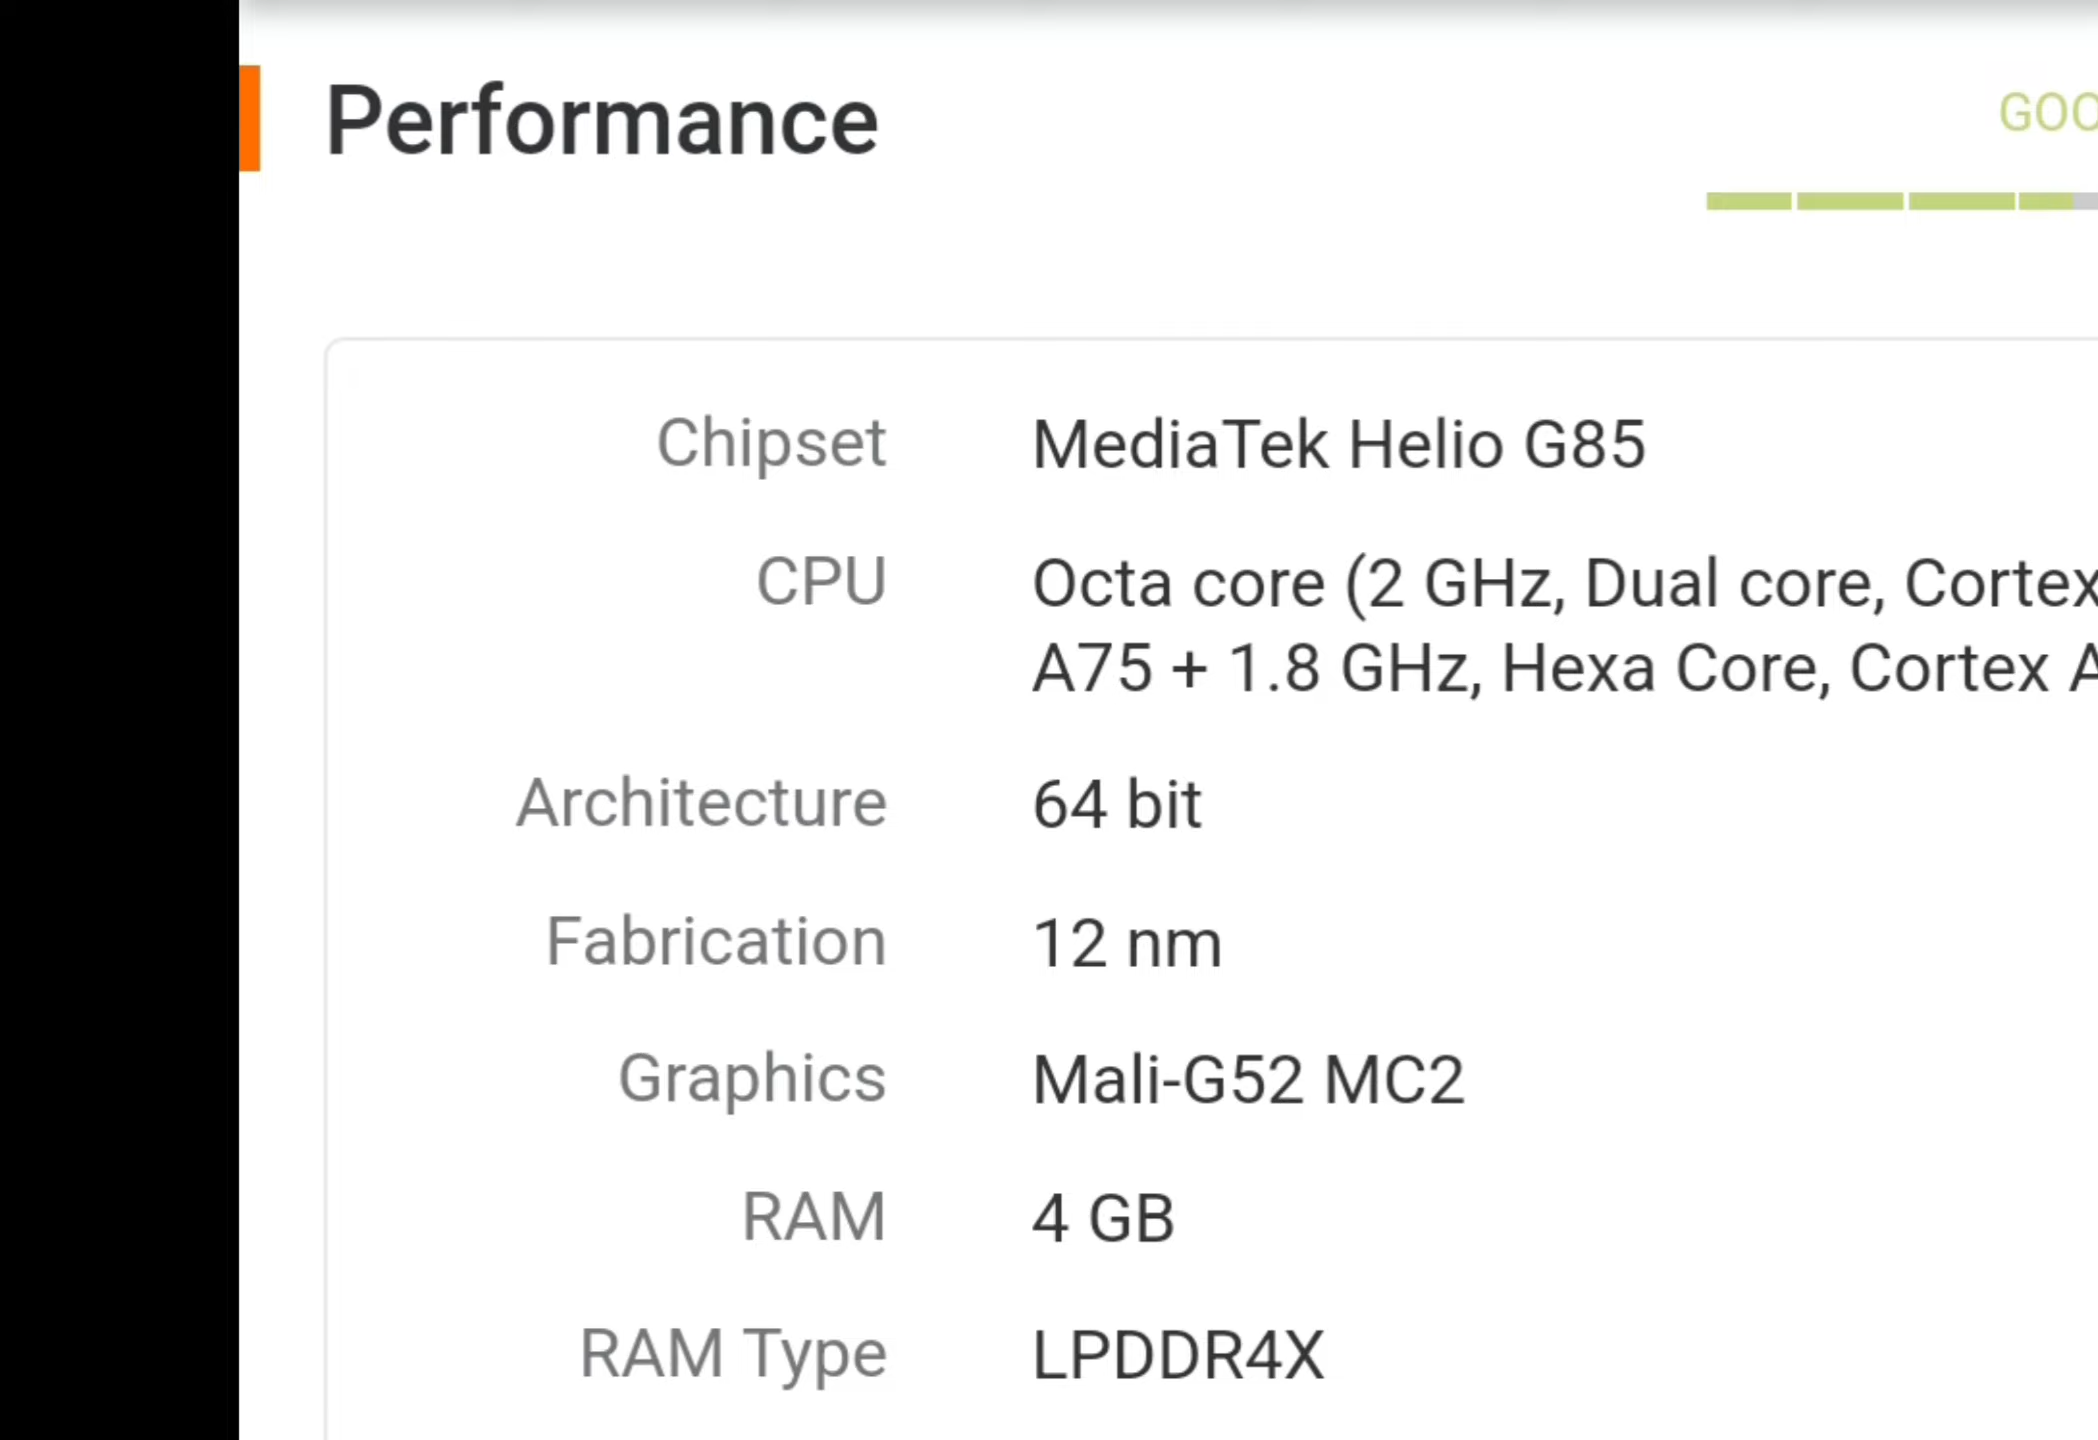 Performance
GOO
Chipset MediaTek Helio G85
CPU Octa core (2 GHz, Dual core, Cortex
A75 + 1.8 GHz, Hexa Core, Cortex A
Architecture 64 bit
Fabrication 12 nm
Graphics Mali-G52 MC2
RAM 4 GB
RAM Type LPDDR4X